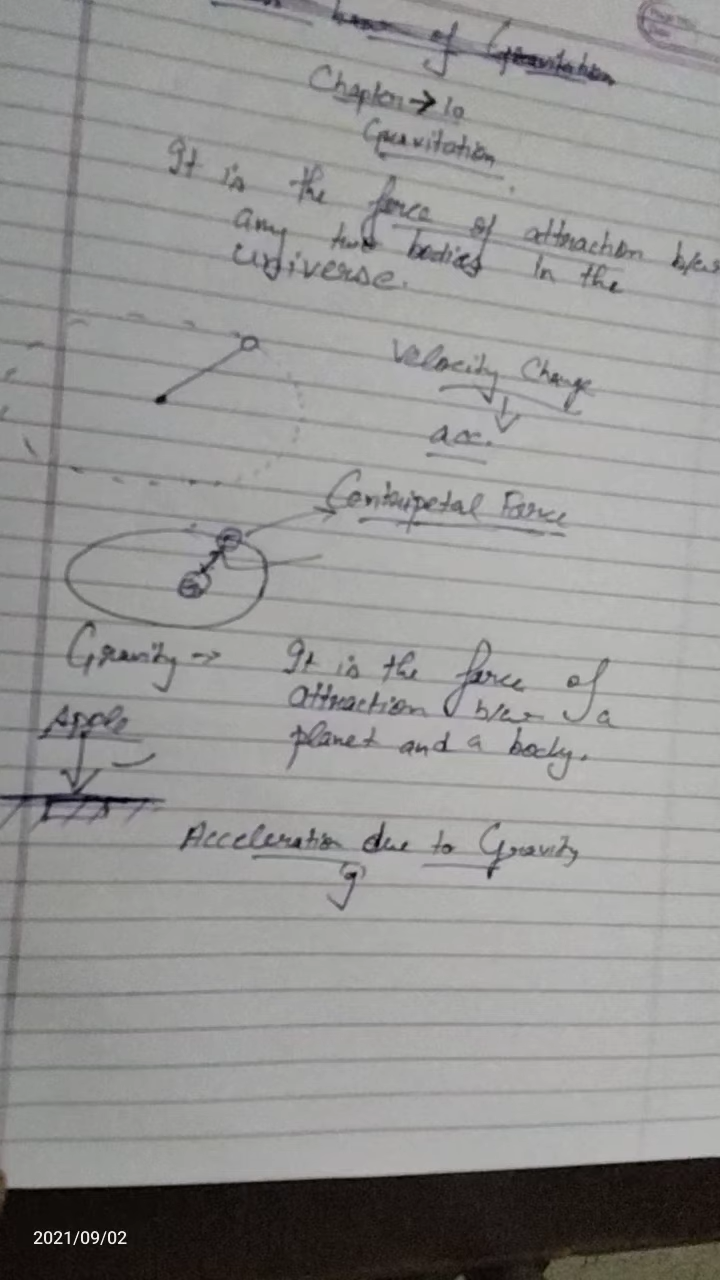 law of Gravitation
Chapter → 10
Gravitation
It is the force of attraction b/w
any two bodies in the
universe.
Velocity Change
acc.
Centripetal Force
Gravity → It is the force of
attraction b/w a
planet and a body.
Apple
Acceleration due to Gravity
'g'
2021/09/02